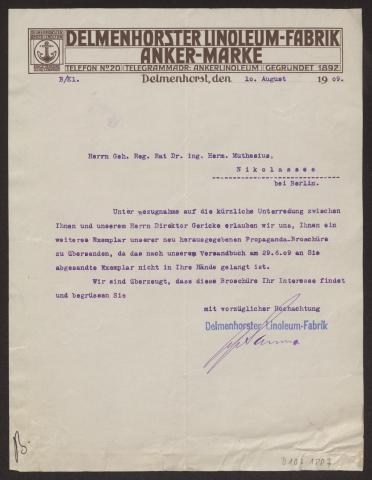 DELMENHORSTER LINOLEUM-FABRIK
ANKER-MARKE
TELEFON No 20 TELEGRAMMADR: ANKERLINOLEUM GEGRÜNDET 1892
B/Kl. Delmenhorst, den 10. August 1909.
Herrn Geh. Reg. Rat Dr. ing. Herm. Muthesius,
Nikolassee
bei Berlin.
Unter Bezugnahme auf die kürzliche Unterredung zwischen
Ihnen und unserem Herrn Direktor Gericke erlauben wir uns, Ihnen ein
weiteres Exemplar unserer neu herausgegebenen Propaganda-Broschüre
zu übersenden, da das nach unserem Versandbuch am 29.6.09 an Sie
abgesandte Exemplar nicht in Ihre Hände gelangt ist.
Wir sind überzeugt, dass diese Broschüre Ihr Interesse findet
und begrüssen Sie
mit vorzüglicher Hochachtung
Delmenhorster Linoleum-Fabrik
B.